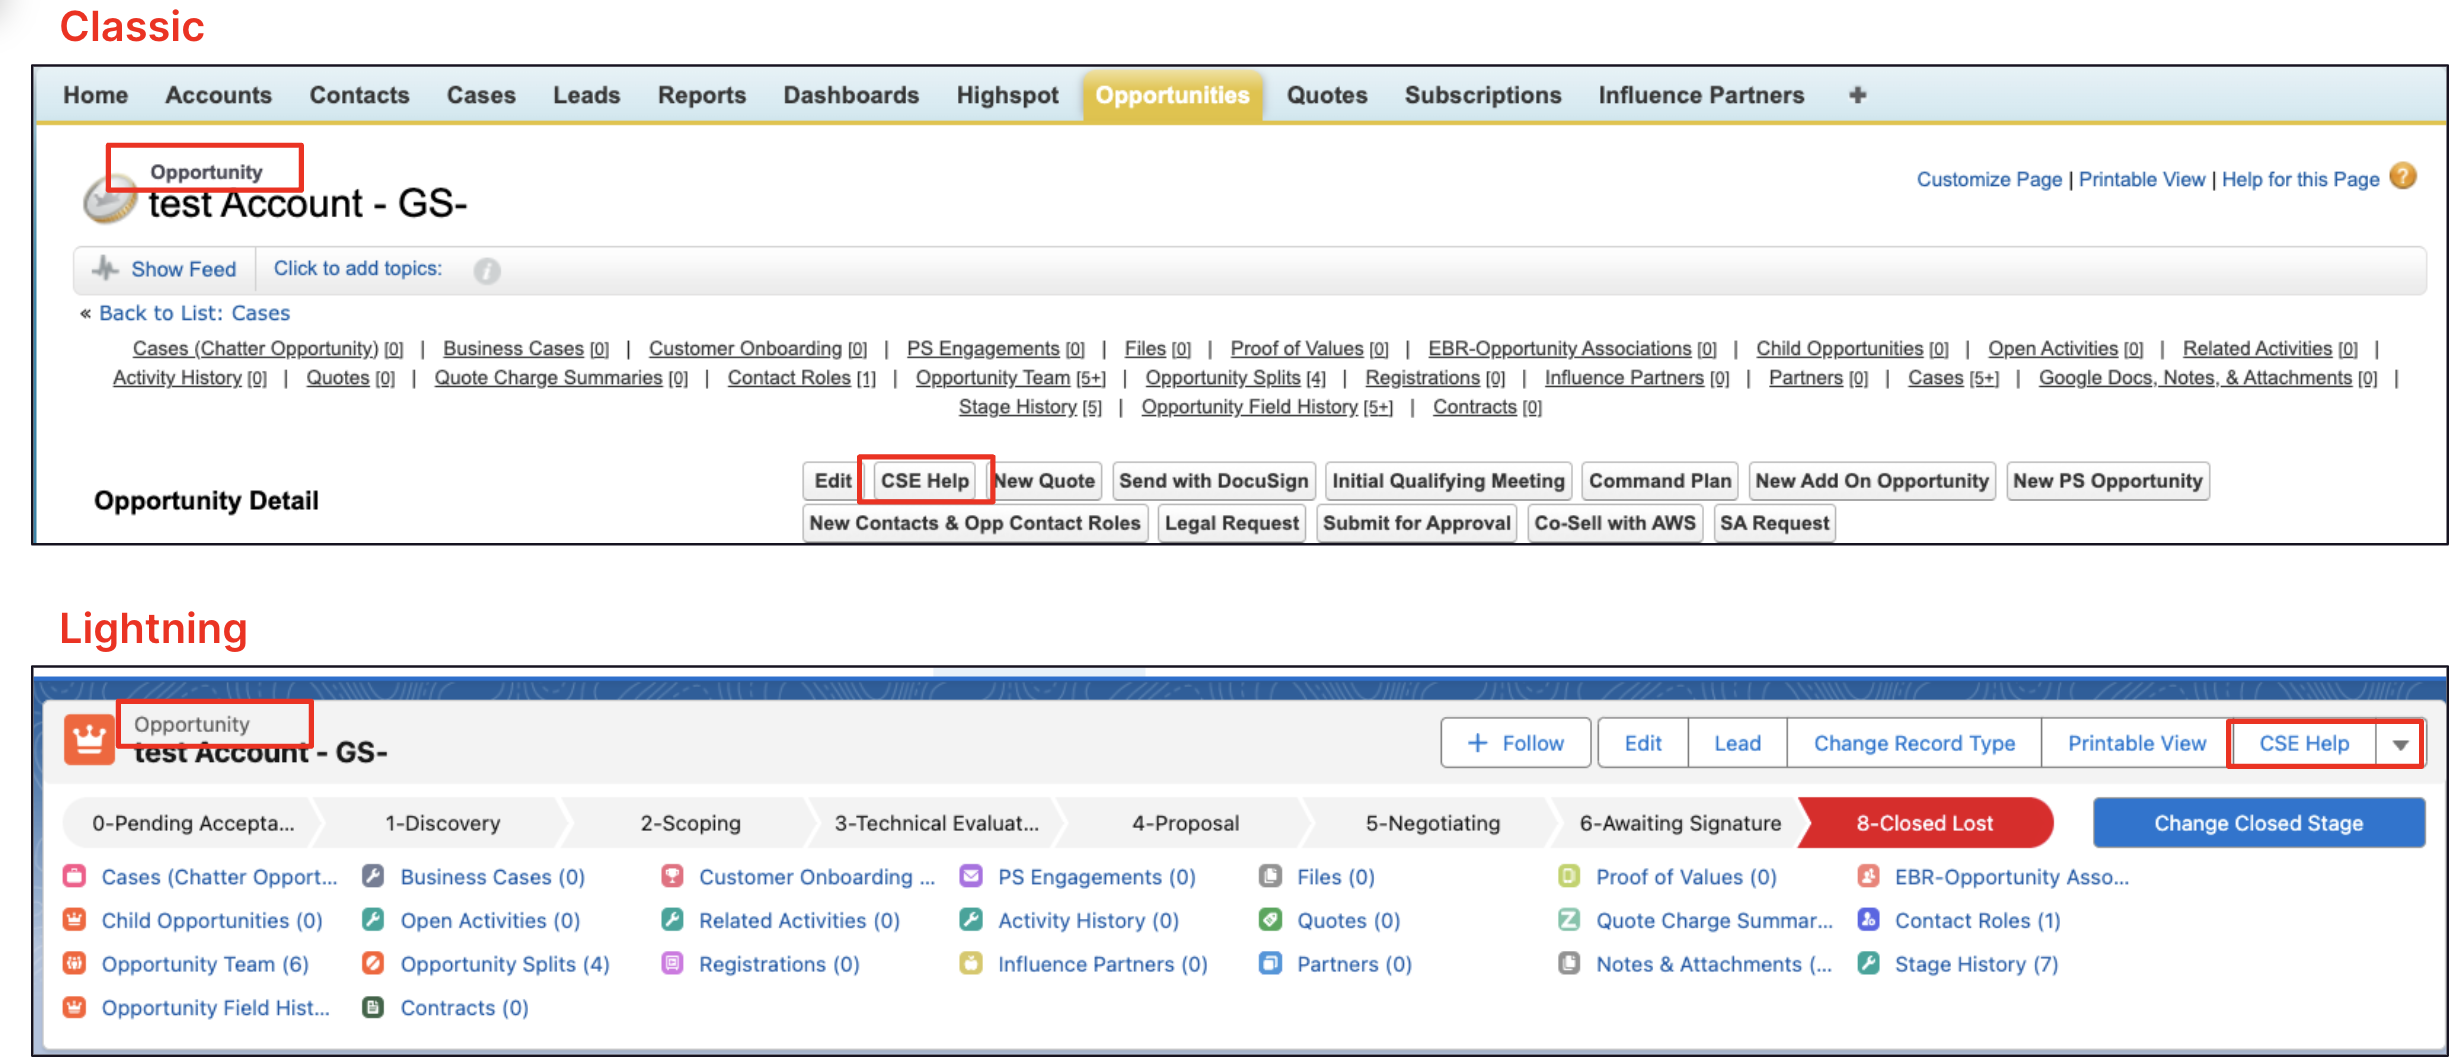 Classic
Home Accounts Contacts Cases Leads Reports Dashboards Highspot Opportunities Quotes Subscriptions Influence Partners +
Opportunity
test Account - GS-
Customize Page | Printable View | Help for this Page ?
Show Feed Click to add topics: i
« Back to List: Cases
Cases (Chatter Opportunity) [0] | Business Cases [0] | Customer Onboarding [0] | PS Engagements [0] | Files [0] | Proof of Values [0] | EBR-Opportunity Associations [0] | Child Opportunities [0] | Open Activities [0] | Related Activities [0] |
Activity History [0] | Quotes [0] | Quote Charge Summaries [0] | Contact Roles [1] | Opportunity Team [5+] | Opportunity Splits [4] | Registrations [0] | Influence Partners [0] | Partners [0] | Cases [5+] | Google Docs, Notes, & Attachments [0] |
Stage History [5] | Opportunity Field History [5+] | Contracts [0]
Opportunity Detail
Edit CSE Help New Quote Send with DocuSign Initial Qualifying Meeting Command Plan New Add On Opportunity New PS Opportunity
New Contacts & Opp Contact Roles Legal Request Submit for Approval Co-Sell with AWS SA Request
Lightning
Opportunity
test Account - GS-
+ Follow Edit Lead Change Record Type Printable View CSE Help
0-Pending Accepta... 1-Discovery 2-Scoping 3-Technical Evaluat... 4-Proposal 5-Negotiating 6-Awaiting Signature 8-Closed Lost Change Closed Stage
Cases (Chatter Opport... Business Cases (0) Customer Onboarding ... PS Engagements (0) Files (0) Proof of Values (0) EBR-Opportunity Asso...
Child Opportunities (0) Open Activities (0) Related Activities (0) Activity History (0) Quotes (0) Quote Charge Summar... Contact Roles (1)
Opportunity Team (6) Opportunity Splits (4) Registrations (0) Influence Partners (0) Partners (0) Notes & Attachments (... Stage History (7)
Opportunity Field Hist... Contracts (0)